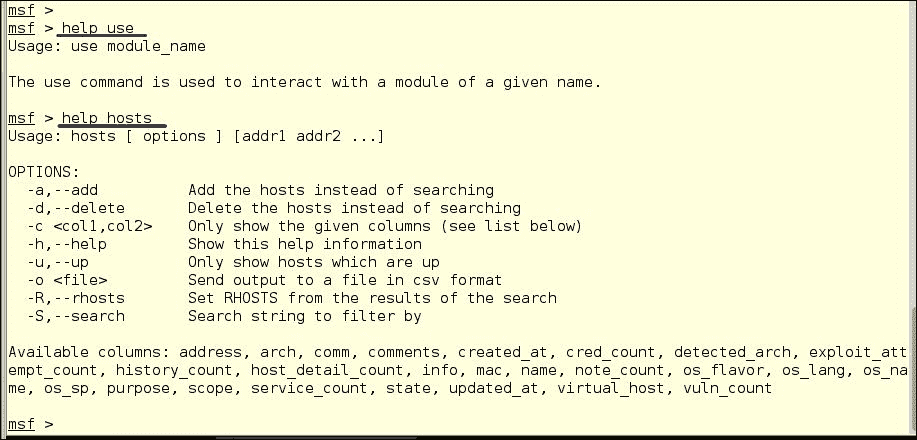 msf >
msf > help use
Usage: use module_name
The use command is used to interact with a module of a given name.
msf > help hosts
Usage: hosts [ options ] [addr1 addr2 ...]
OPTIONS:
-a,--add          Add the hosts instead of searching
-d,--delete       Delete the hosts instead of searching
-c <col1,col2>    Only show the given columns (see list below)
-h,--help         Show this help information
-u,--up           Only show hosts which are up
-o <file>         Send output to a file in csv format
-R,--rhosts       Set RHOSTS from the results of the search
-S,--search       Search string to filter by
Available columns: address, arch, comm, comments, created_at, cred_count, detected_arch, exploit_att
empt_count, history_count, host_detail_count, info, mac, name, note_count, os_flavor, os_lang, os_na
me, os_sp, purpose, scope, service_count, state, updated_at, virtual_host, vuln_count
msf >